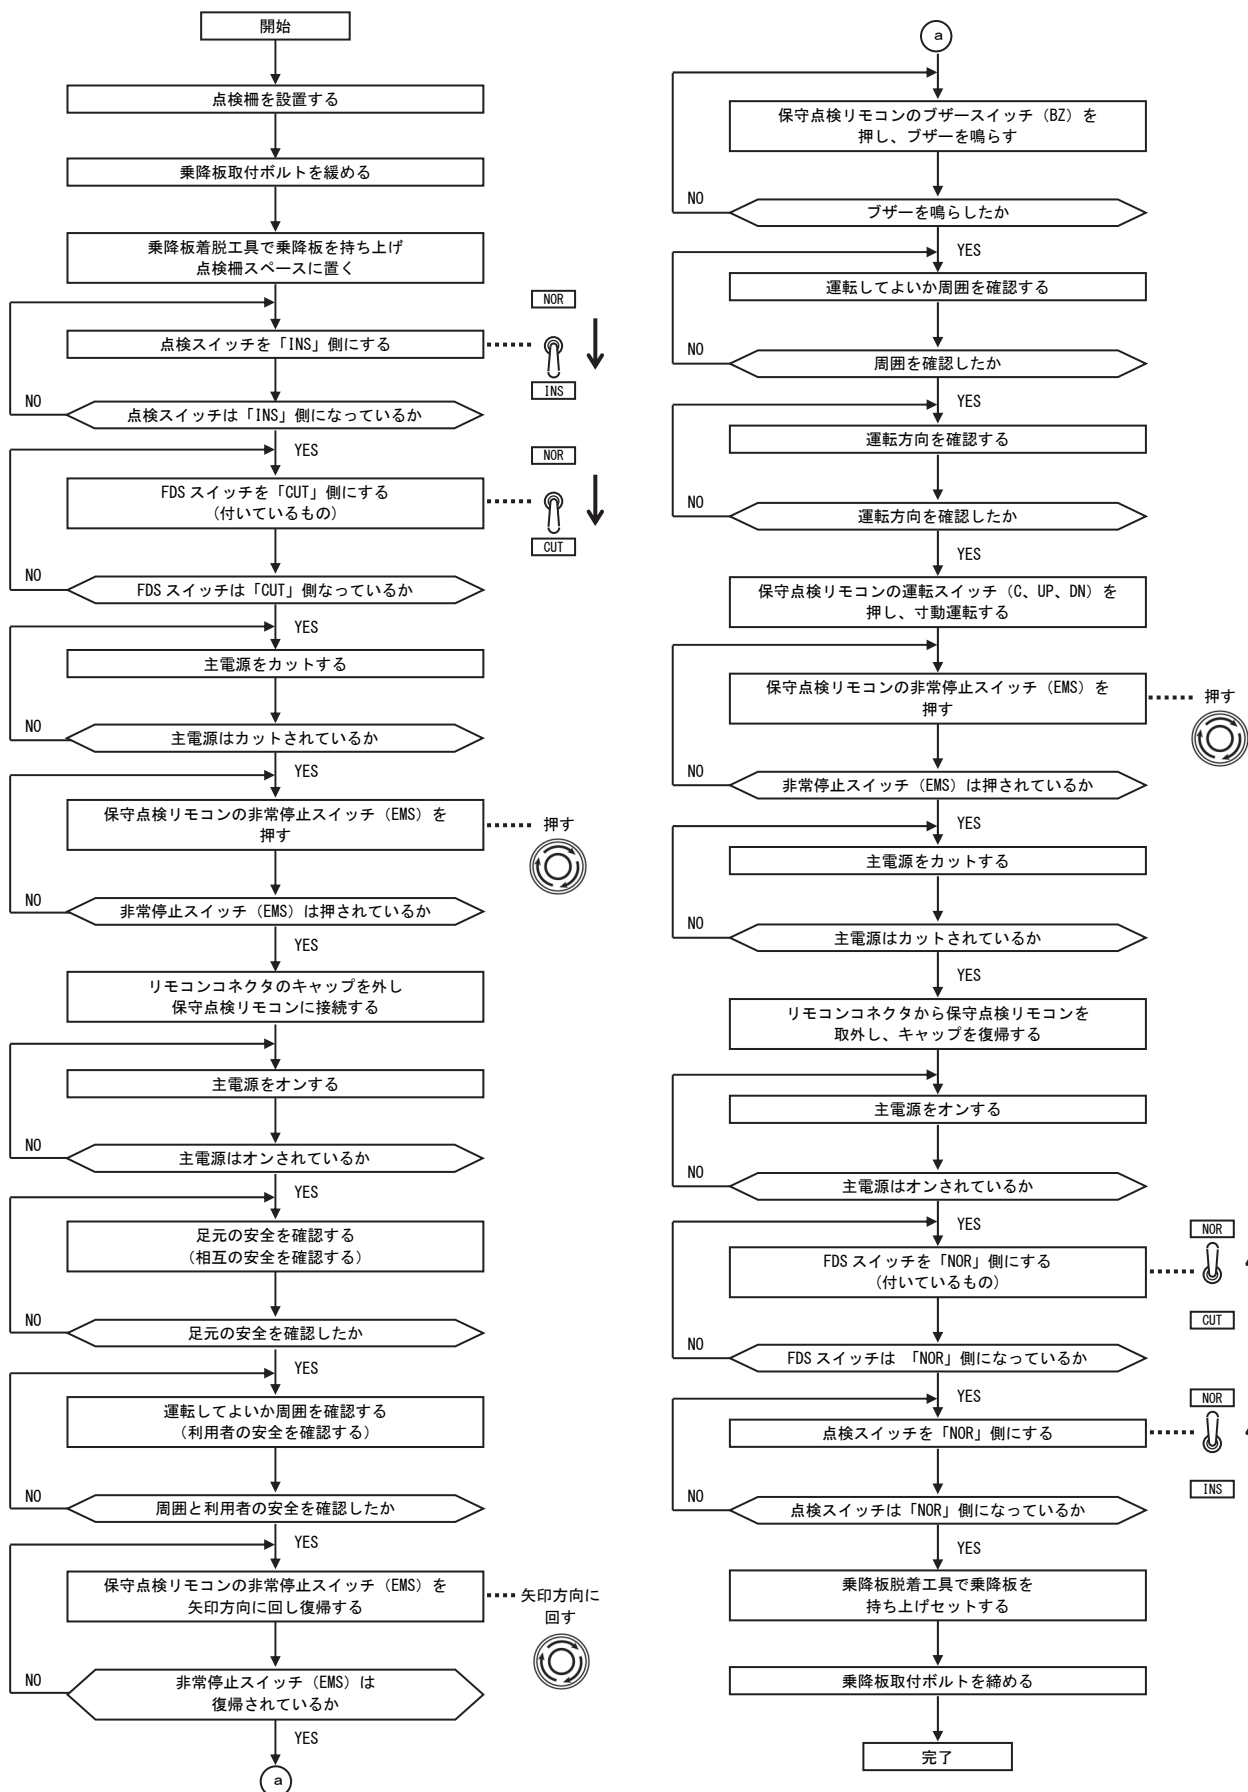 開始
点検柵を設置する
乗降板取付ボルトを緩める
乗降板着脱工具で乗降板を持ち上げ
点検柵スペースに置く
点検スイッチを「INS」側にする
NOR
INS
NO
点検スイッチは「INS」側になっているか
YES
FDS スイッチを「CUT」側にする
(付いているもの)
NOR
CUT
NO
FDS スイッチは「CUT」側なっているか
YES
主電源をカットする
NO
主電源はカットされているか
YES
保守点検リモコンの非常停止スイッチ（EMS）を
押す
押す
NO
非常停止スイッチ（EMS）は押されているか
YES
リモコンコネクタのキャップを外し
保守点検リモコンに接続する
主電源をオンする
NO
主電源はオンされているか
YES
足元の安全を確認する
（相互の安全を確認する）
NO
足元の安全を確認したか
YES
運転してよいか周囲を確認する
（利用者の安全を確認する）
NO
周囲と利用者の安全を確認したか
YES
保守点検リモコンの非常停止スイッチ（EMS）を
矢印方向に回し復帰する
矢印方向に
回す
NO
非常停止スイッチ（EMS）は
復帰されているか
YES
a
a
保守点検リモコンのブザースイッチ（BZ）を
押し、ブザーを鳴らす
NO
ブザーを鳴らしたか
YES
運転してよいか周囲を確認する
NO
周囲を確認したか
YES
運転方向を確認する
NO
運転方向を確認したか
YES
保守点検リモコンの運転スイッチ（C、UP、DN）を
押し、寸動運転する
保守点検リモコンの非常停止スイッチ（EMS）を
押す
押す
NO
非常停止スイッチ（EMS）は押されているか
YES
主電源をカットする
NO
主電源はカットされているか
YES
リモコンコネクタから保守点検リモコンを
取外し、キャップを復帰する
主電源をオンする
NO
主電源はオンされているか
YES
FDS スイッチを「NOR」側にする
(付いているもの)
NOR
CUT
NO
FDS スイッチは 「NOR」側になっているか
YES
点検スイッチを「NOR」側にする
NOR
INS
NO
点検スイッチは「NOR」側になっているか
YES
乗降板脱着工具で乗降板を
持ち上げセットする
乗降板取付ボルトを締める
完了